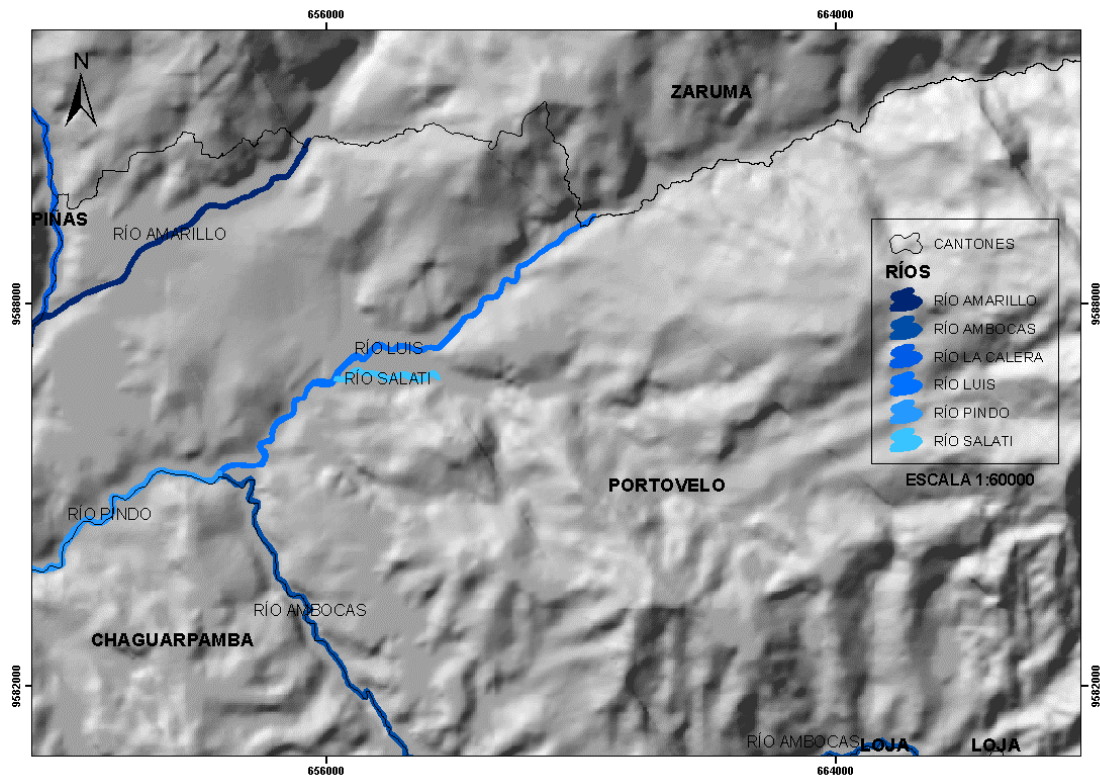 656000
664000
N
ZARUMA
PIÑAS
RÍO AMARILLO
CANTONES
RÍOS
RÍO AMARILLO
RÍO AMBOCAS
RÍO LA CALERA
RÍO LUIS
RÍO PINDO
RÍO SALATI
ESCALA 1:60000
9588000
9588000
RÍO LUIS
RÍO SALATI
PORTOVELO
RÍO PINDO
RÍO AMBOCAS
CHAGUARPAMBA
9582000
9582000
RÍO AMBOCAS
LOJA
LOJA
656000
664000